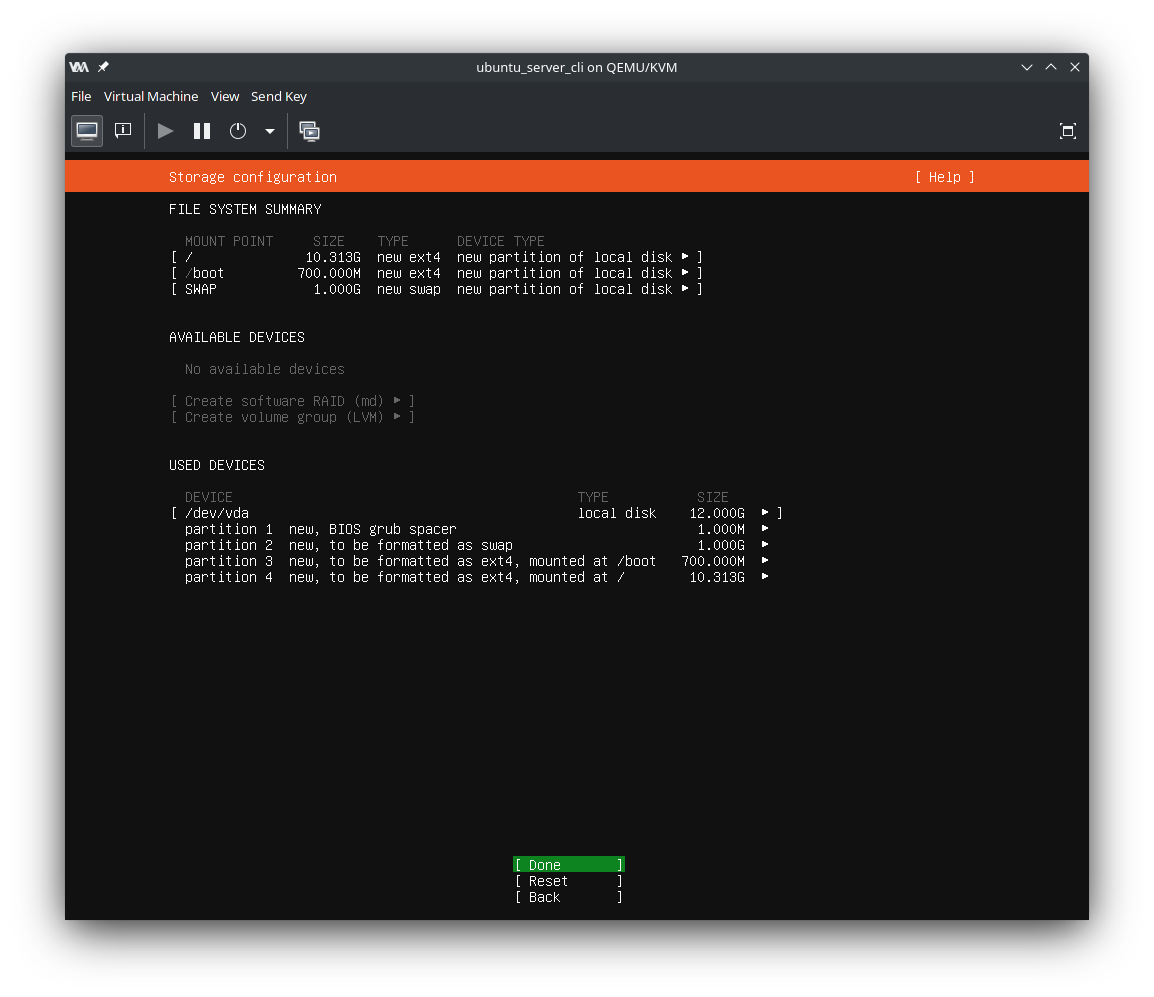 ubuntu_server_cli on QEMU/KVM
File Virtual Machine View Send Key
Storage configuration [ Help ]
FILE SYSTEM SUMMARY
MOUNT POINT SIZE TYPE DEVICE TYPE
[ / 10.313G new ext4 new partition of local disk ▸ ]
[ /boot 700.000M new ext4 new partition of local disk ▸ ]
[ SWAP 1.000G new swap new partition of local disk ▸ ]
AVAILABLE DEVICES
No available devices
[ Create software RAID (md) ▸ ]
[ Create volume group (LVM) ▸ ]
USED DEVICES
DEVICE TYPE SIZE
[ /dev/vda local disk 12.000G ▸ ]
partition 1 new, BIOS grub spacer 1.000M ▸
partition 2 new, to be formatted as swap 1.000G ▸
partition 3 new, to be formatted as ext4, mounted at /boot 700.000M ▸
partition 4 new, to be formatted as ext4, mounted at / 10.313G ▸
[ Done ]
[ Reset ]
[ Back ]